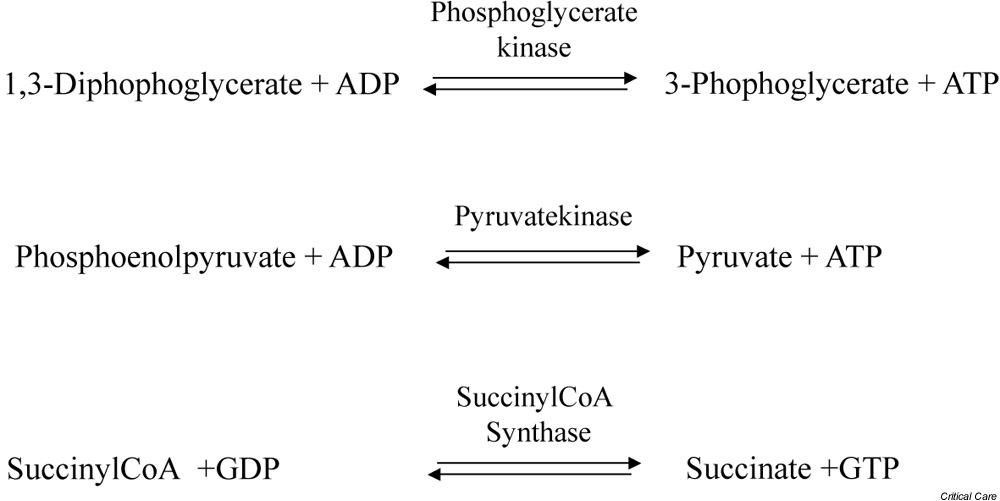 Phosphoglycerate
kinase
1,3-Diphophoglycerate + ADP 3-Phophoglycerate + ATP
Pyruvatekinase
Phosphoenolpyruvate + ADP Pyruvate + ATP
SuccinylCoA
Synthase
SuccinylCoA +GDP Succinate +GTP
Critical Care